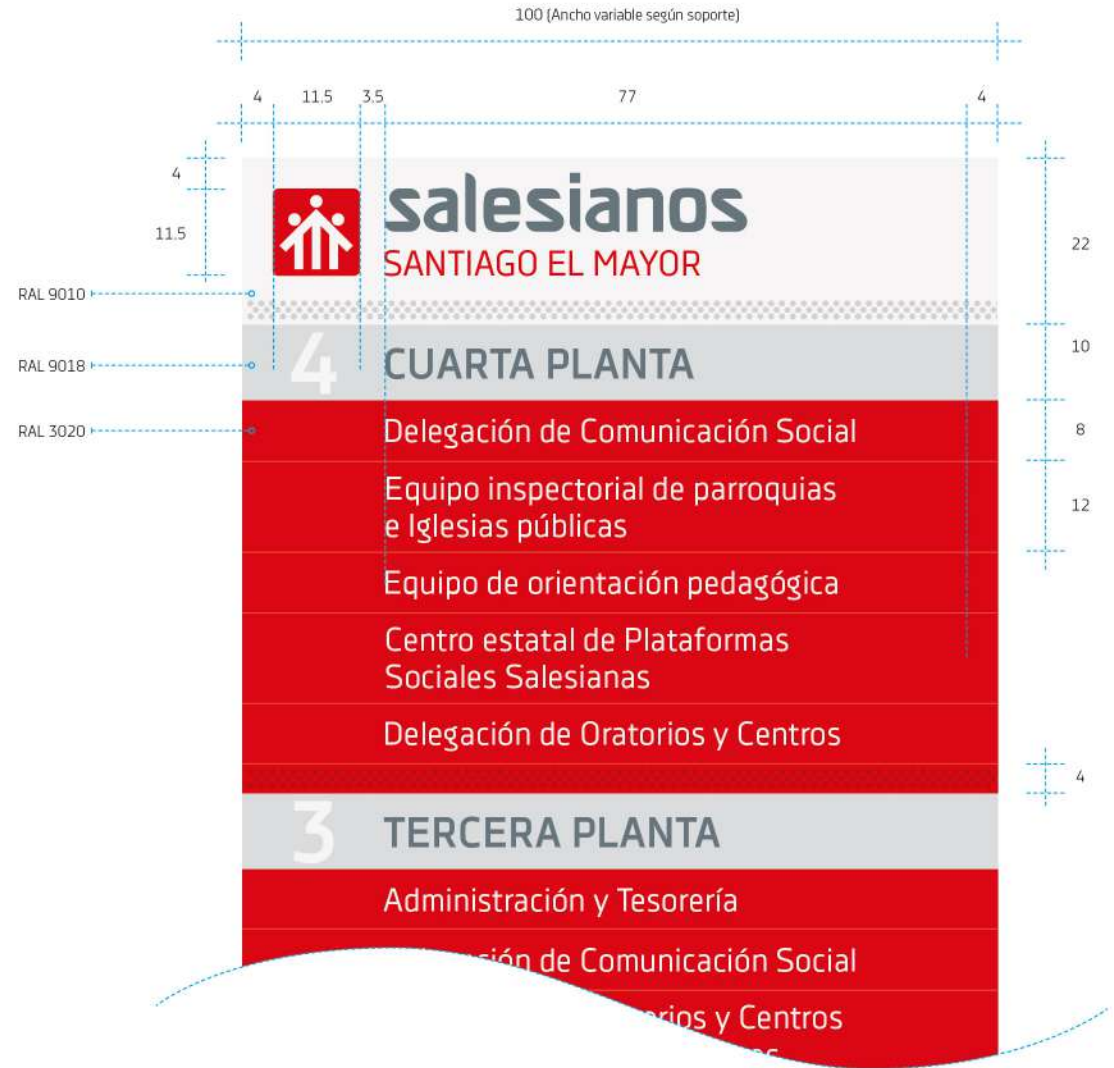 100 (Ancho variable según soporte)
4 11.5 3.5 77 4
4
11.5
22
salesianos
SANTIAGO EL MAYOR
RAL 9010
RAL 9018
4 CUARTA PLANTA
10
RAL 3020
Delegación de Comunicación Social
8
Equipo inspectorial de parroquias
e Iglesias públicas
12
Equipo de orientación pedagógica
Centro estatal de Plataformas
Sociales Salesianas
Delegación de Oratorios y Centros
4
3 TERCERA PLANTA
Administración y Tesorería
de Comunicación Social
y Centros